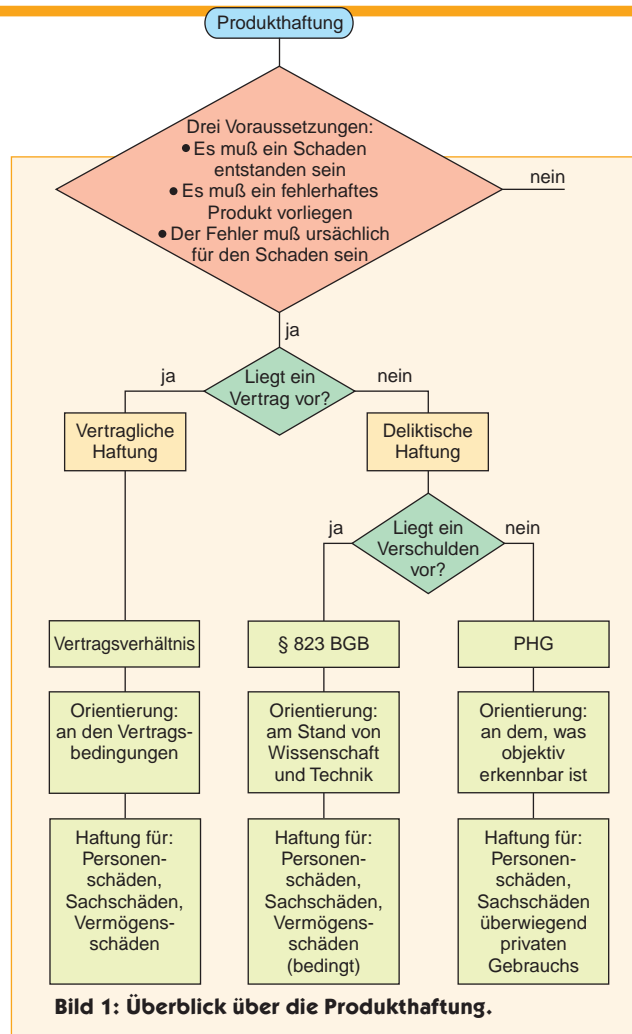 Produkthaftung
Drei Voraussetzungen:
● Es muß ein Schaden
entstanden sein
● Es muß ein fehlerhaftes
Produkt vorliegen
● Der Fehler muß ursächlich
für den Schaden sein
nein
ja
Liegt ein
Vertrag vor?
ja
nein
Vertragliche
Haftung
Deliktische
Haftung
Liegt ein
Verschulden
vor?
ja
nein
Vertragsverhältnis
§ 823 BGB
PHG
Orientierung:
an den Vertrags-
bedingungen
Orientierung:
am Stand von
Wissenschaft
und Technik
Orientierung:
an dem, was
objektiv
erkennbar ist
Haftung für:
Personen-
schäden,
Sachschäden,
Vermögens-
schäden
Haftung für:
Personen-
schäden,
Sachschäden,
Vermögens-
schäden
(bedingt)
Haftung für:
Personen-
schäden,
Sachschäden
überwiegend
privaten
Gebrauchs
Bild 1: Überblick über die Produkthaftung.